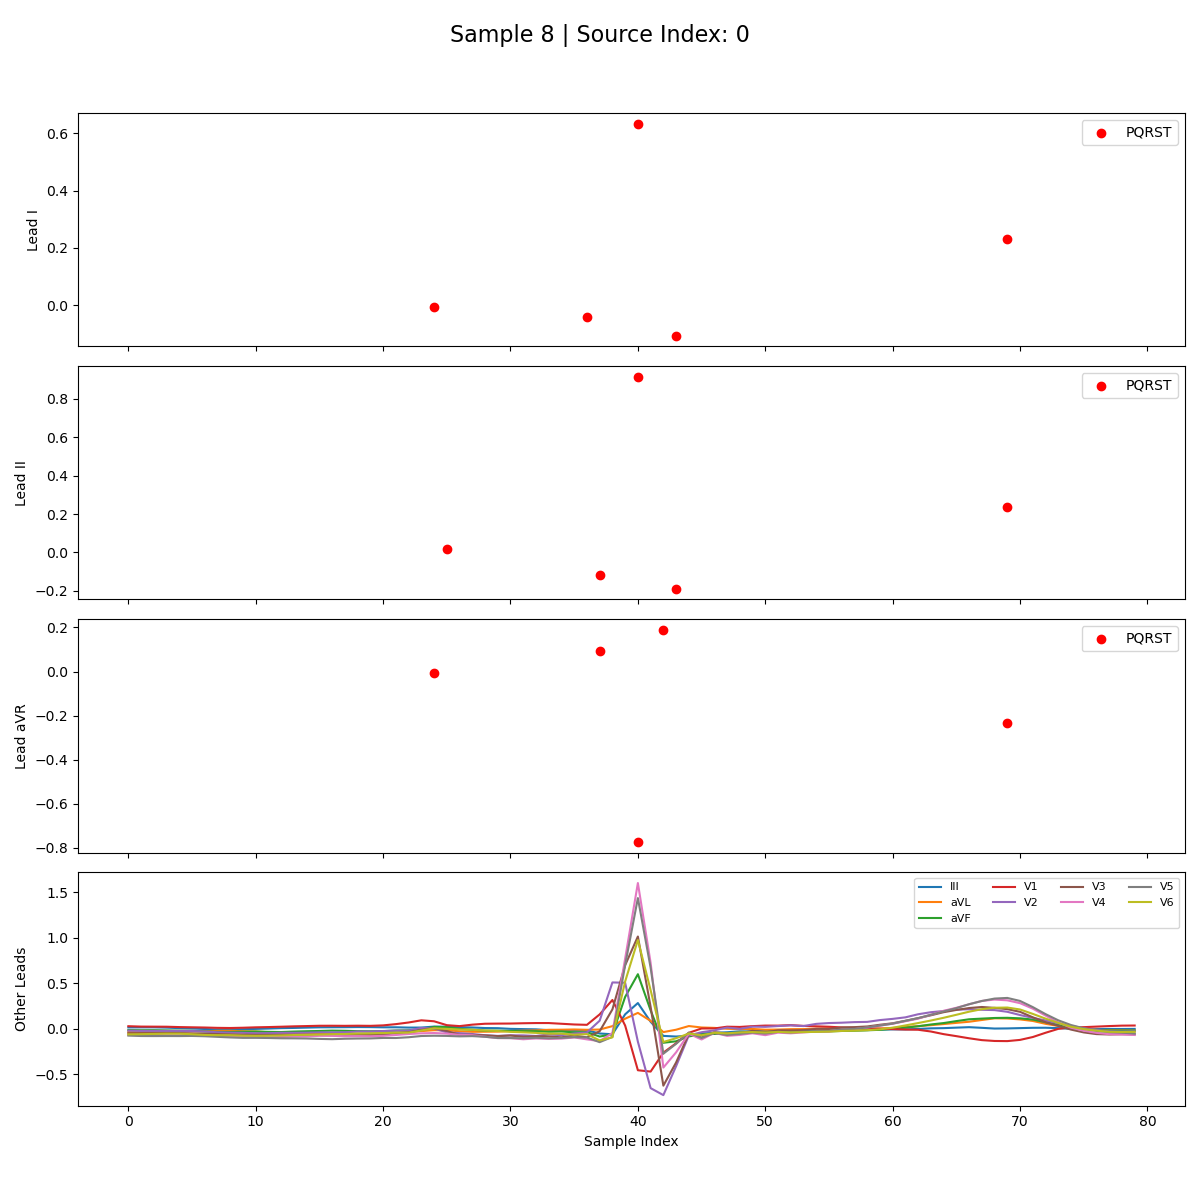 Sample 8 | Source Index: 0
0.6
0.4
0.2
0.0
Lead I
PQRST
0.8
0.6
0.4
0.2
0.0
−0.2
Lead II
PQRST
0.2
0.0
−0.2
−0.4
−0.6
−0.8
Lead aVR
PQRST
1.5
1.0
0.5
0.0
−0.5
Other Leads
III V1 V3 V5
aVL V2 V4 V6
aVF
0 10 20 30 40 50 60 70 80
Sample Index